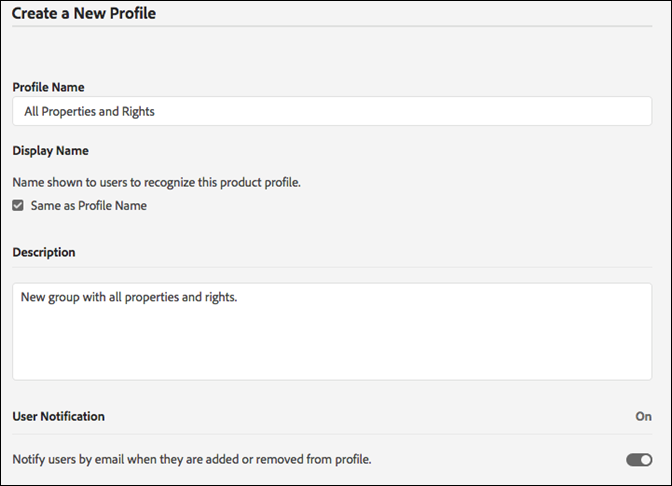 Create a New Profile
Profile Name
All Properties and Rights
Display Name
Name shown to users to recognize this product profile.
Same as Profile Name
Description
New group with all properties and rights.
User Notification On
Notify users by email when they are added or removed from profile.